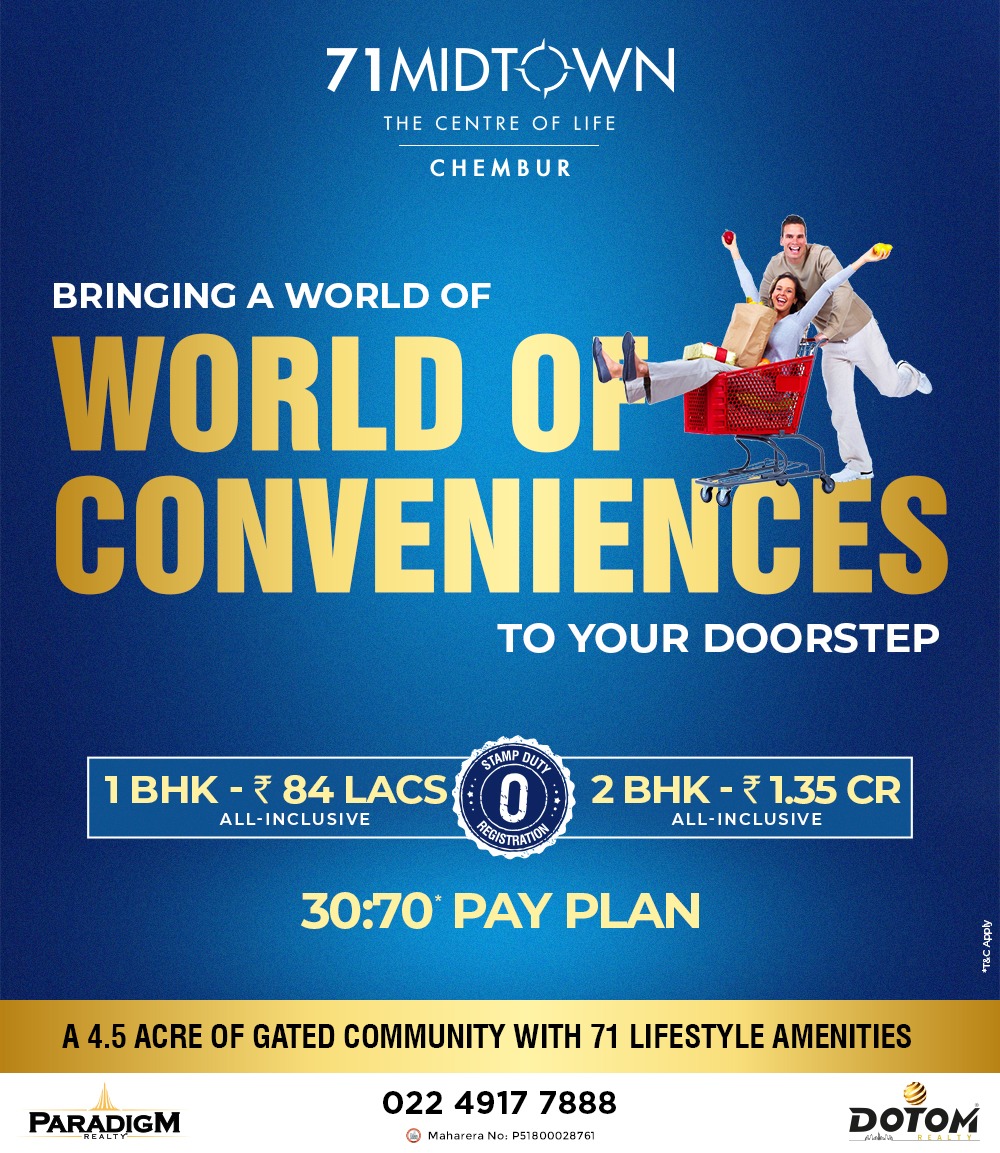 71MIDTOWN
THE CENTRE OF LIFE
CHEMBUR
BRINGING A WORLD OF
WORLD OF
CONVENIENCES
TO YOUR DOORSTEP
1 BHK - ₹ 84 LACS
ALL-INCLUSIVE
STAMP DUTY
0
REGISTRATION
2 BHK - ₹ 1.35 CR
ALL-INCLUSIVE
30:70* PAY PLAN
*T&C Apply
A 4.5 ACRE OF GATED COMMUNITY WITH 71 LIFESTYLE AMENITIES
PARADIGM
REALTY
022 4917 7888
Maharera No: P51800028761
DOTOM
REALTY